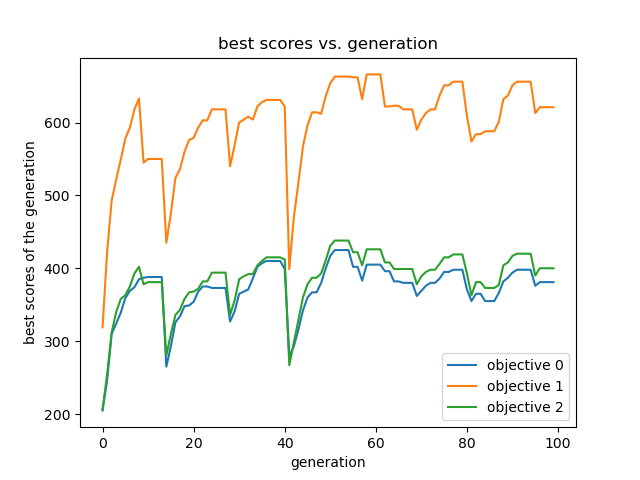 best scores vs. generation
best scores of the generation
600
500
400
300
200
0 20 40 60 80 100
generation
objective 0
objective 1
objective 2